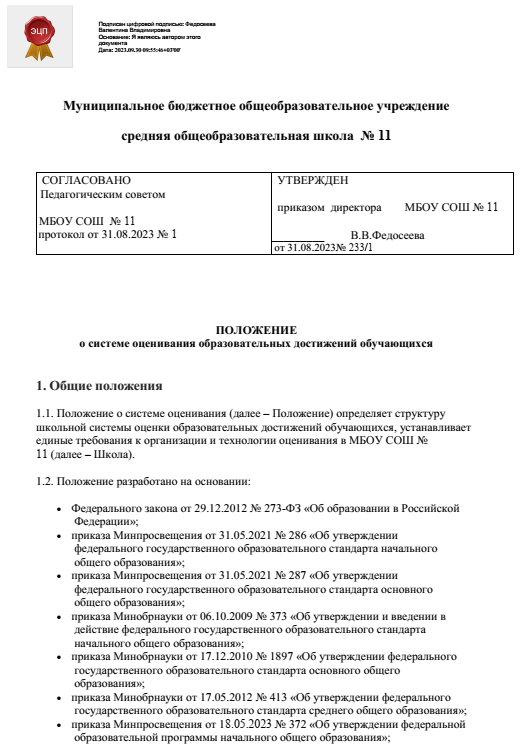 ЭЦП
Подписан цифровой подписью: Федосеева
Валентина Владимировна
Основание: Я являюсь автором этого
документа
Дата: 2023.09.30 09:55:46+03'00'
Муниципальное бюджетное общеобразовательное учреждение
средняя общеобразовательная школа № 11
СОГЛАСОВАНО
Педагогическим советом
МБОУ СОШ № 11
протокол от 31.08.2023 № 1
УТВЕРЖДЕН
приказом директора МБОУ СОШ № 11
В.В.Федосеева
от 31.08.2023№ 233/1
ПОЛОЖЕНИЕ
о системе оценивания образовательных достижений обучающихся
1. Общие положения
1.1. Положение о системе оценивания (далее – Положение) определяет структуру
школьной системы оценки образовательных достижений обучающихся, устанавливает
единые требования к организации и технологии оценивания в МБОУ СОШ №
11 (далее – Школа).
1.2. Положение разработано на основании:
• Федерального закона от 29.12.2012 № 273-ФЗ «Об образовании в Российской
Федерации»;
• приказа Минпросвещения от 31.05.2021 № 286 «Об утверждении
федерального государственного образовательного стандарта начального
общего образования»;
• приказа Минпросвещения от 31.05.2021 № 287 «Об утверждении
федерального государственного образовательного стандарта основного
общего образования»;
• приказа Минобрнауки от 06.10.2009 № 373 «Об утверждении и введении в
действие федерального государственного образовательного стандарта
начального общего образования»;
• приказа Минобрнауки от 17.12.2010 № 1897 «Об утверждении федерального
государственного образовательного стандарта основного общего
образования»;
• приказа Минобрнауки от 17.05.2012 № 413 «Об утверждении федерального
государственного образовательного стандарта среднего общего образования»;
• приказа Минпросвещения от 18.05.2023 № 372 «Об утверждении федеральной
образовательной программы начального общего образования»;